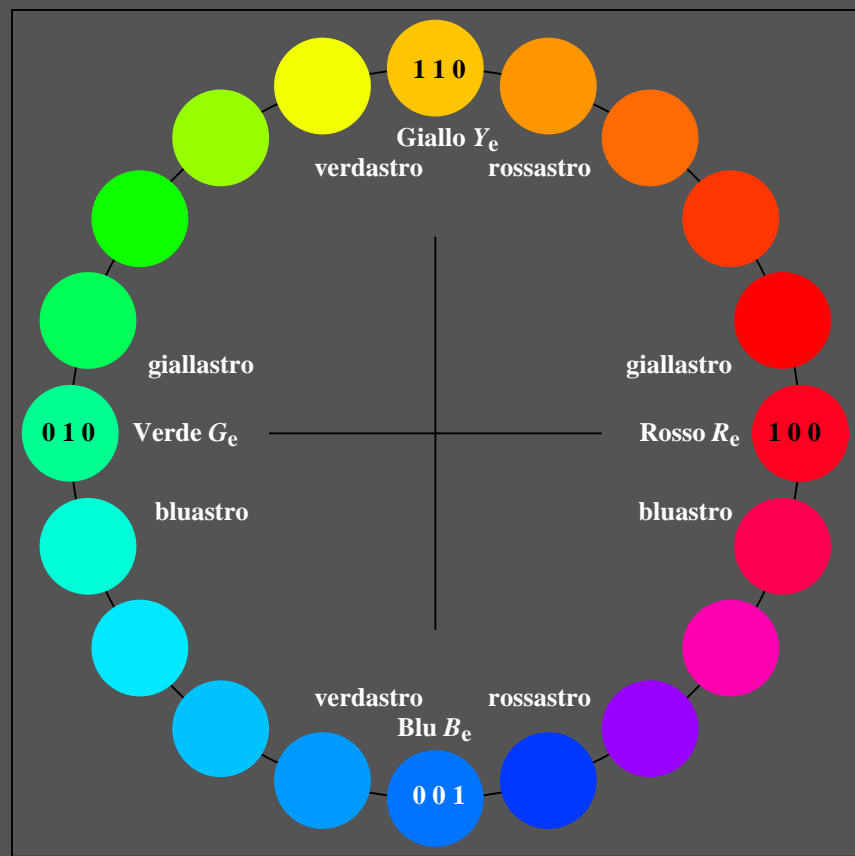 1 1 0
Giallo Ye
verdastro rossastro
giallastro giallastro
0 1 0 Verde Ge Rosso Re 1 0 0
bluastro bluastro
verdastro rossastro
Blu Be
0 0 1